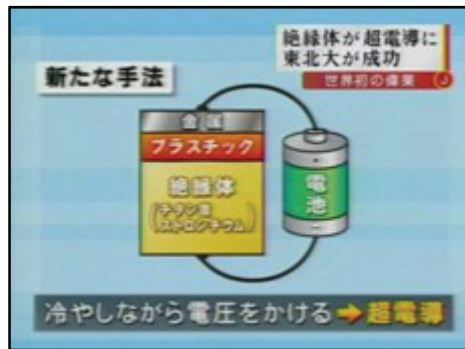 絶縁体が超電導に
東北大が成功
世界初の偉業
新たな手法
金属
プラスチック
絶縁体
(チタン酸
ストロンチウム)
電池
冷やしながら電圧をかける➡超電導